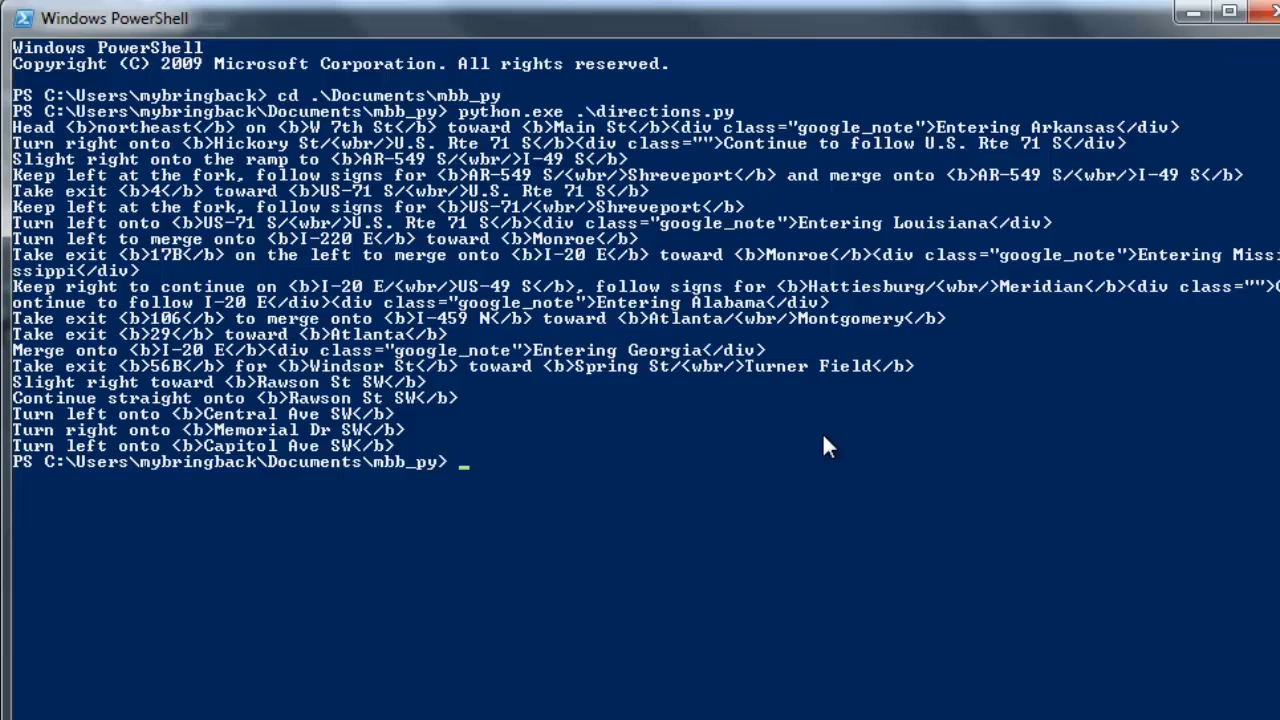 Windows PowerShell
Windows PowerShell
Copyright (C) 2009 Microsoft Corporation. All rights reserved.
PS C:\Users\mybringback> cd .\Documents\mbb_py
PS C:\Users\mybringback\Documents\mbb_py> python.exe .\directions.py
Head <b>northeast</b> on <b>W 7th St</b> toward <b>Main St</b><div class="google_note">Entering Arkansas</div>
Turn right onto <b>Hickory St/<wbr/>U.S. Rte 71 S</b><div class="">Continue to follow U.S. Rte 71 S</div>
Slight right onto the ramp to <b>AR-549 S/<wbr/>I-49 S</b>
Keep left at the fork, follow signs for <b>AR-549 S/<wbr/>Shreveport</b> and merge onto <b>AR-549 S/<wbr/>I-49 S</b>
Take exit <b>4</b> toward <b>US-71 S/<wbr/>U.S. Rte 71 S</b>
Keep left at the fork, follow signs for <b>US-71/<wbr/>Shreveport</b>
Turn left onto <b>US-71 S/<wbr/>U.S. Rte 71 S</b><div class="google_note">Entering Louisiana</div>
Turn left to merge onto <b>I-220 E</b> toward <b>Monroe</b>
Take exit <b>17B</b> on the left to merge onto <b>I-20 E</b> toward <b>Monroe</b><div class="google_note">Entering Missi
ssippi</div>
Keep right to continue on <b>I-20 E/<wbr/>US-49 S</b>, follow signs for <b>Hattiesburg/<wbr/>Meridian</b><div class="">C
ontinue to follow I-20 E</div><div class="google_note">Entering Alabama</div>
Take exit <b>106</b> to merge onto <b>I-459 N</b> toward <b>Atlanta/<wbr/>Montgomery</b>
Take exit <b>29</b> toward <b>Atlanta</b>
Merge onto <b>I-20 E</b><div class="google_note">Entering Georgia</div>
Take exit <b>56B</b> for <b>Windsor St</b> toward <b>Spring St/<wbr/>Turner Field</b>
Slight right toward <b>Rawson St SW</b>
Continue straight onto <b>Rawson St SW</b>
Turn left onto <b>Central Ave SW</b>
Turn right onto <b>Memorial Dr SW</b>
Turn left onto <b>Capitol Ave SW</b>
PS C:\Users\mybringback\Documents\mbb_py> _